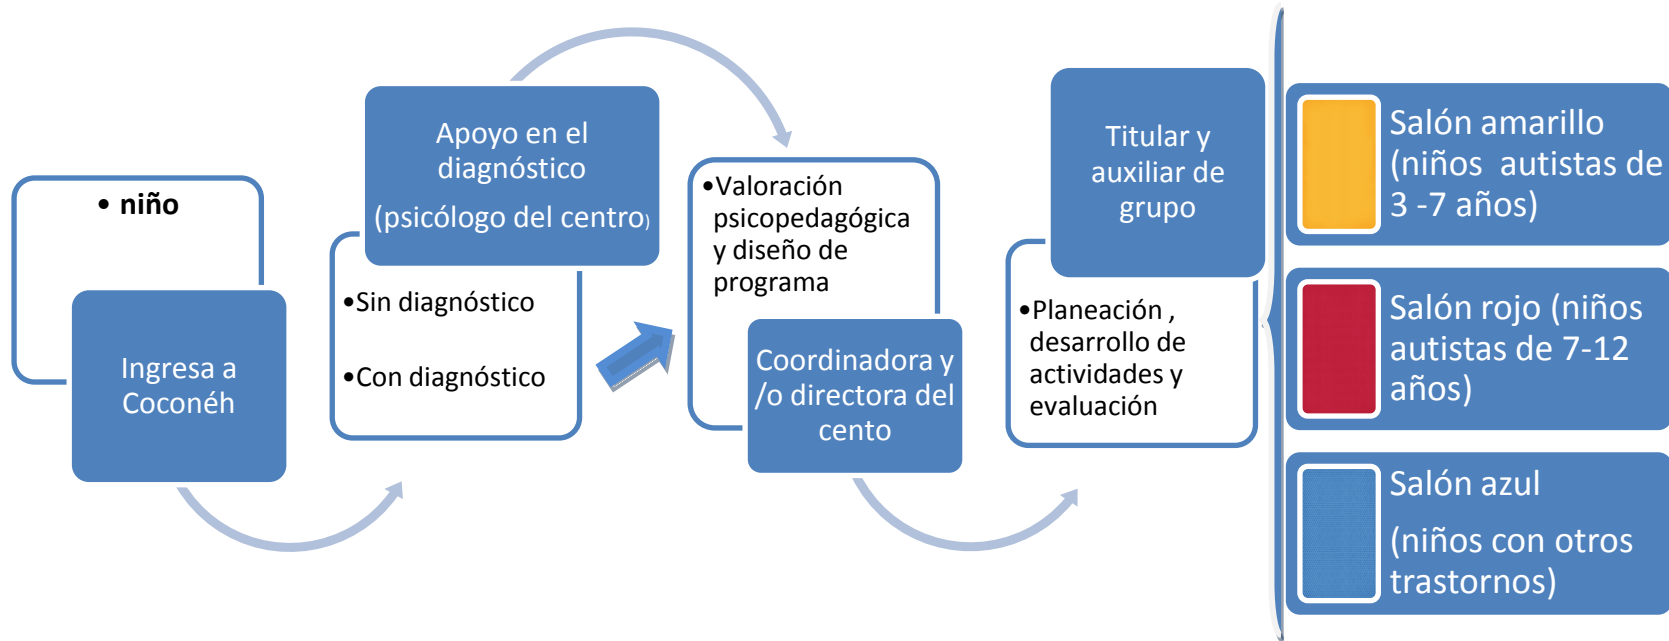 • niño
Ingresa a
Coconéh
Apoyo en el
diagnóstico
(psicólogo del centro)
•Sin diagnóstico
•Con diagnóstico
•Valoración
psicopedagógica
y diseño de
programa
Coordinadora y
/o directora del
cento
Titular y
auxiliar de
grupo
•Planeación ,
desarrollo de
actividades y
evaluación
Salón amarillo
(niños autistas de
3 -7 años)
Salón rojo (niños
autistas de 7-12
años)
Salón azul
(niños con otros
trastornos)